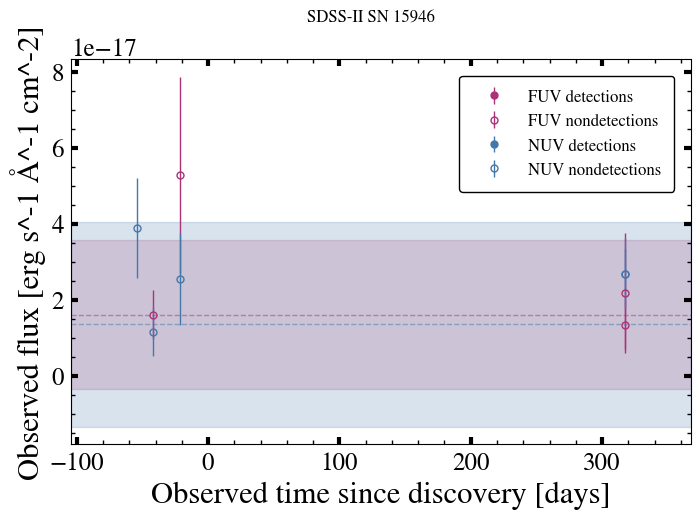 SDSS-II SN 15946
1e−17
8
6
4
2
0
Observed flux [erg s^-1 Å^-1 cm^-2]
FUV detections
FUV nondetections
NUV detections
NUV nondetections
−100 0 100 200 300
Observed time since discovery [days]